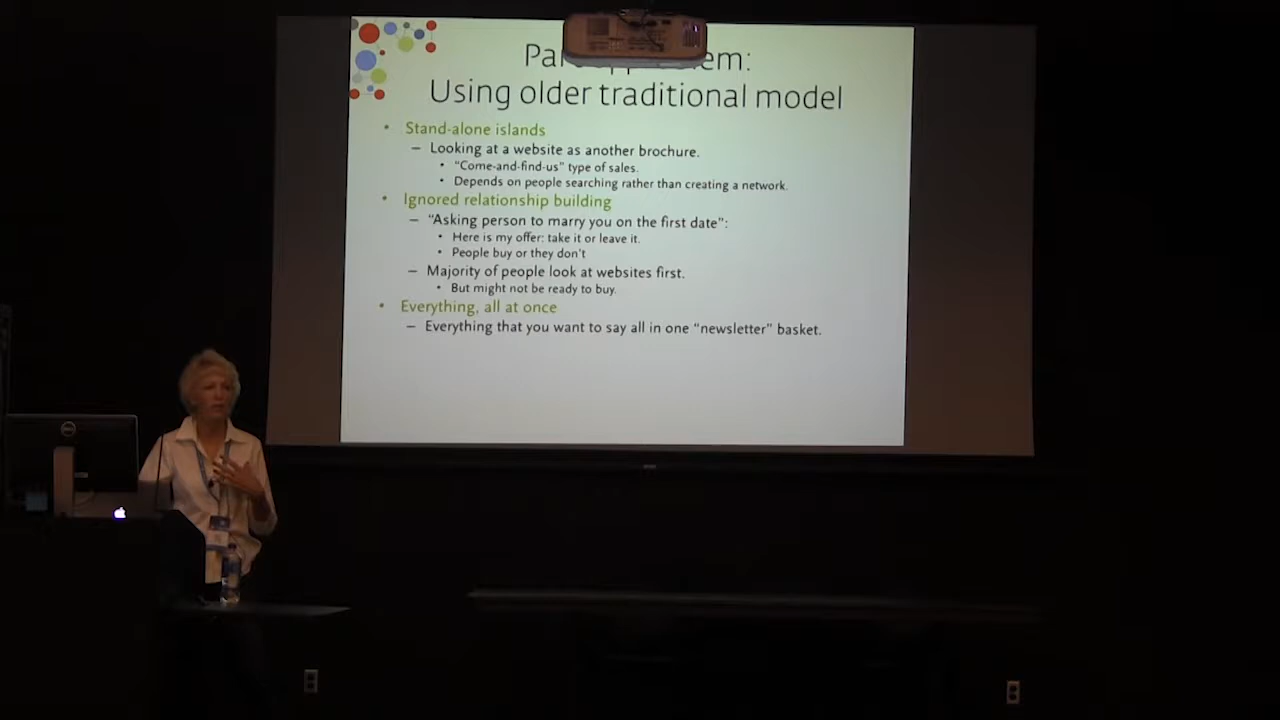 Using older traditional model
• Stand-alone islands
– Looking at a website as another brochure.
• “Come-and-find-us” type of sales.
• Depends on people searching rather than creating a network.
• Ignored relationship building
– “Asking person to marry you on the first date”:
• Here is my offer: take it or leave it.
• People buy or they don't
– Majority of people look at websites first.
• But might not be ready to buy.
• Everything, all at once
– Everything that you want to say all in one “newsletter” basket.
DELL